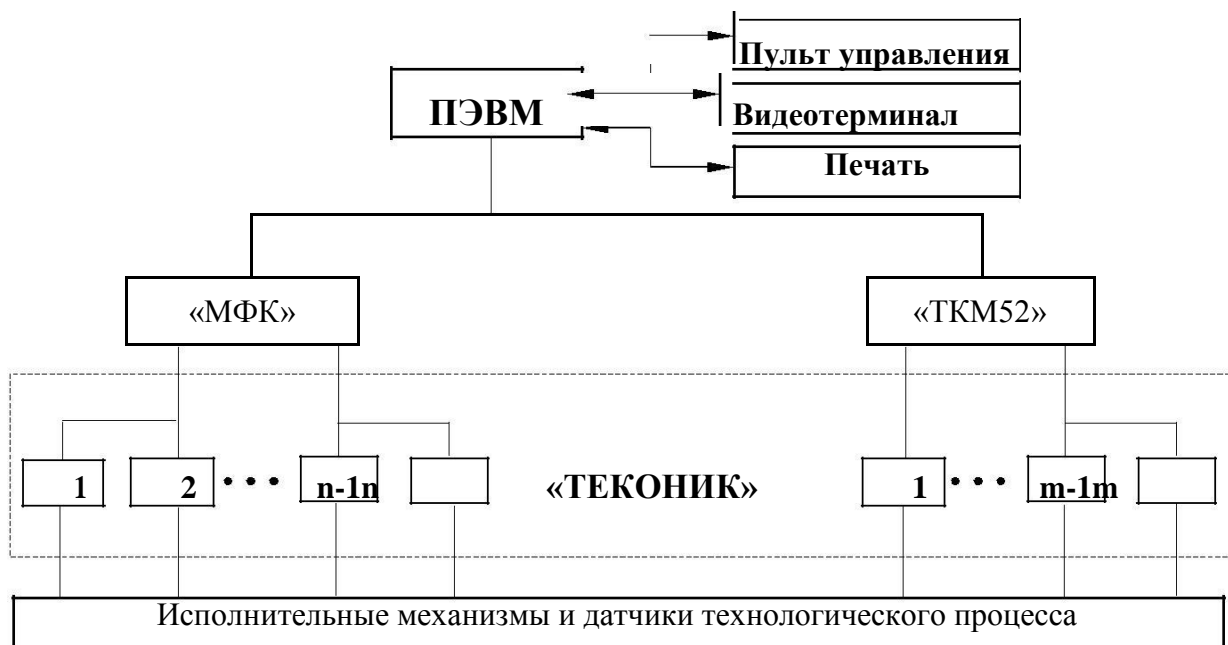 Пульт управления
ПЭВМ
Видеотерминал
Печать
«МФК»
«ТКМ52»
1 2 ••• n-1n «ТЕКОНИК» 1 ••• m-1m
Исполнительные механизмы и датчики технологического процесса